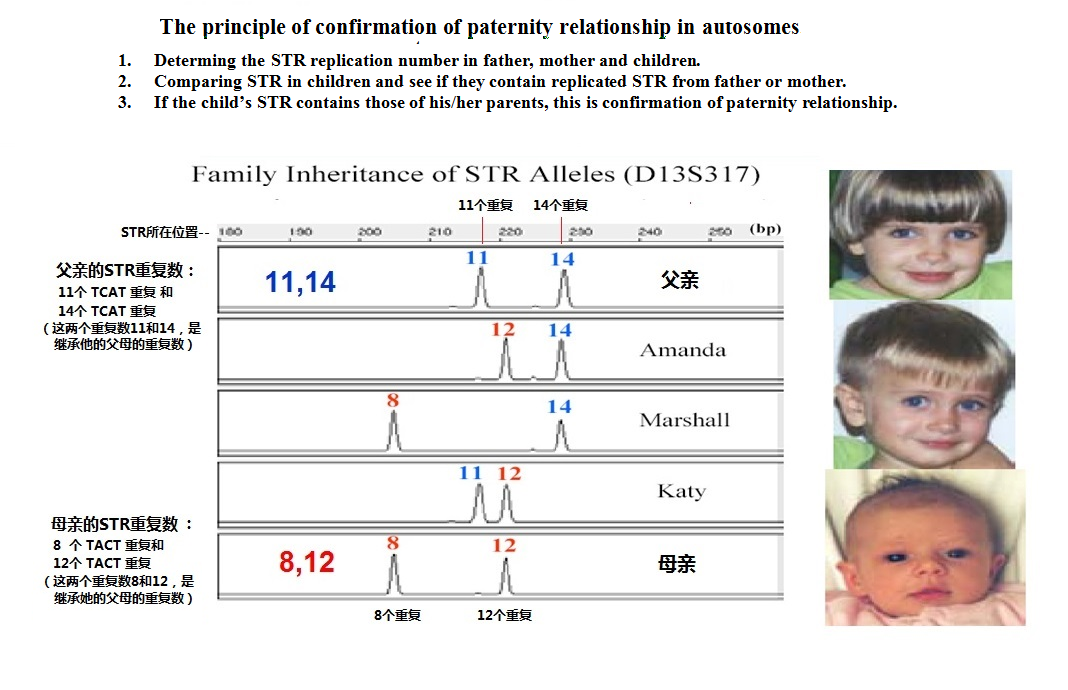 The principle of confirmation of paternity relationship in autosomes
1. Determing the STR replication number in father, mother and children.
2. Comparing STR in children and see if they contain replicated STR from father or mother.
3. If the child's STR contains those of his/her parents, this is confirmation of paternity relationship.
Family Inheritance of STR Alleles (D13S317)
11个重复 14个重复
STR所在位置-- 180 190 200 210 220 230 240 250 (bp)
父亲的STR重复数：
11个 TCAT 重复 和
14个 TCAT 重复
（这两个重复数11和14，是
继承他的父母的重复数）
11,14
11 14
父亲
12 14
Amanda
8 14
Marshall
11 12
Katy
母亲的STR重复数：
8 个 TACT 重复和
12个 TACT 重复
（这两个重复数8和12，是
继承她的父母的重复数）
8,12
8 12
母亲
8个重复 12个重复